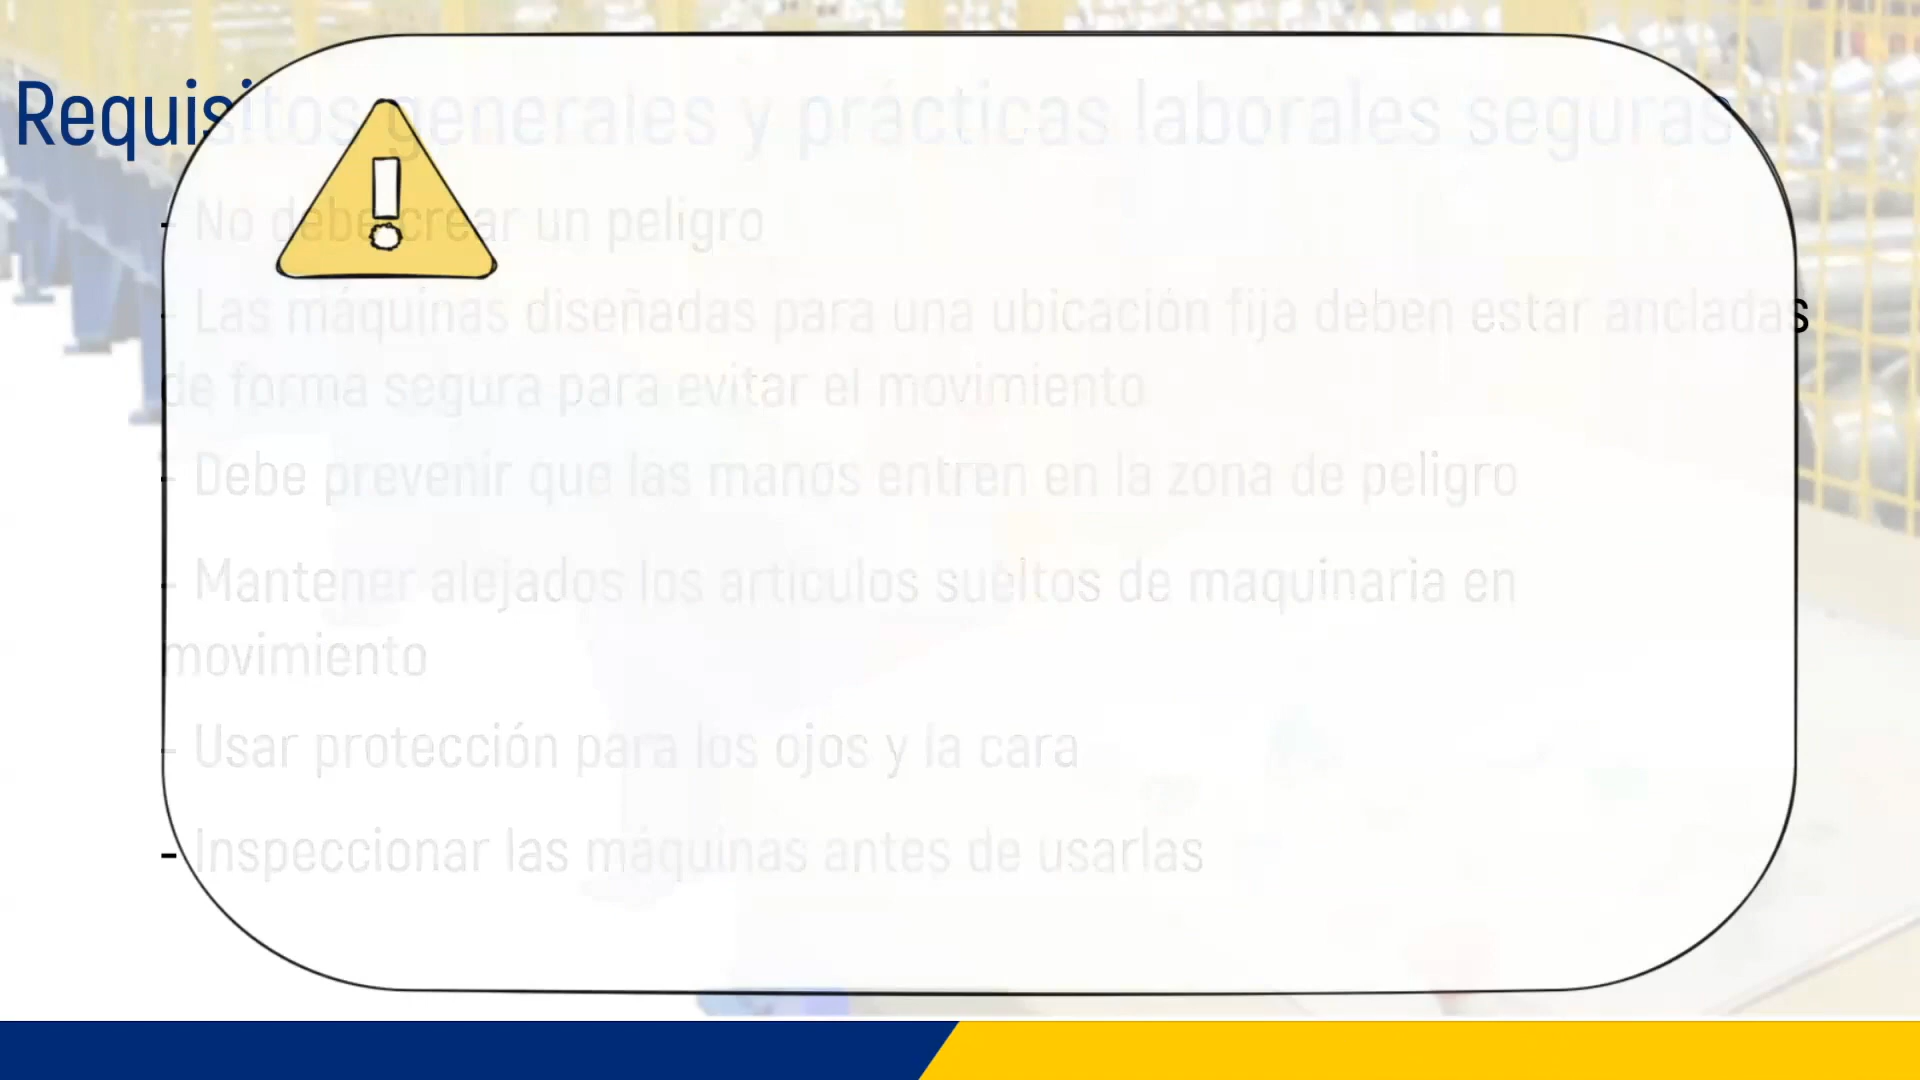 Requisitos generales y prácticas laborales seguras
- No debe crear un peligro
- Las máquinas diseñadas para una ubicación fija deben estar ancladas
de forma segura para evitar el movimiento
- Debe prevenir que las manos entren en la zona de peligro
- Mantener alejados los artículos sueltos de maquinaria en
movimiento
- Usar protección para los ojos y la cara
- Inspeccionar las máquinas antes de usarlas